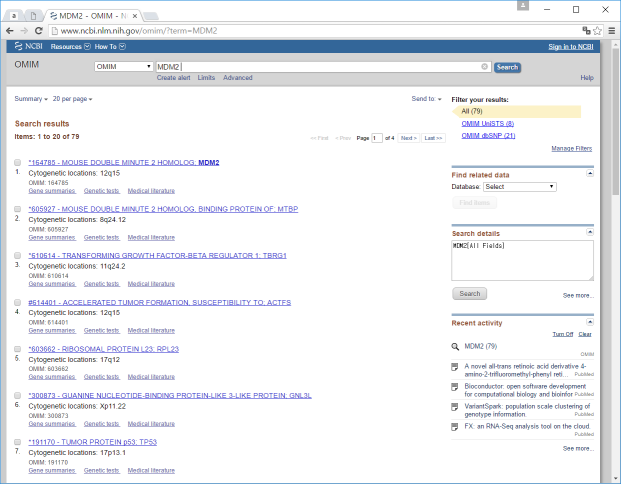 a
MDM2 - OMIM - N
www.ncbi.nlm.nih.gov/omim/?term=MDM2
NCBI Resources How To Sign in to NCBI
OMIM OMIM MDM2 Search
Create alert Limits Advanced Help
Summary 20 per page Send to:
Search results
Items: 1 to 20 of 79
<< First < Prev Page 1 of 4 Next > Last >>
*164785 - MOUSE DOUBLE MINUTE 2 HOMOLOG; MDM2
1. Cytogenetic locations: 12q15
OMIM: 164785
Gene summaries Genetic tests Medical literature
*605927 - MOUSE DOUBLE MINUTE 2 HOMOLOG, BINDING PROTEIN OF; MTBP
2. Cytogenetic locations: 8q24.12
OMIM: 605927
Gene summaries Genetic tests Medical literature
*610614 - TRANSFORMING GROWTH FACTOR-BETA REGULATOR 1; TBRG1
3. Cytogenetic locations: 11q24.2
OMIM: 610614
Gene summaries Genetic tests Medical literature
#614401 - ACCELERATED TUMOR FORMATION, SUSCEPTIBILITY TO; ACTFS
4. Cytogenetic locations: 12q15
OMIM: 614401
Gene summaries Genetic tests Medical literature
*603662 - RIBOSOMAL PROTEIN L23; RPL23
5. Cytogenetic locations: 17q12
OMIM: 603662
Gene summaries Genetic tests Medical literature
*300873 - GUANINE NUCLEOTIDE-BINDING PROTEIN-LIKE 3-LIKE PROTEIN; GNL3L
6. Cytogenetic locations: Xp11.22
OMIM: 300873
Gene summaries Genetic tests Medical literature
*191170 - TUMOR PROTEIN p53; TP53
7. Cytogenetic locations: 17p13.1
OMIM: 191170
Gene summaries Genetic tests Medical literature
Filter your results:
All (79)
OMIM UniSTS (8)
OMIM dbSNP (21)
Manage Filters
Find related data
Database: Select
Find items
Search details
MDM2[All Fields]
Search See more...
Recent activity
Turn Off Clear
MDM2 (79)
OMIM
A novel all-trans retinoic acid derivative 4-
amino-2-trifluoromethyl-phenyl reti... PubMed
Bioconductor: open software development
for computational biology and bioinfor PubMed
VariantSpark: population scale clustering of
genotype information. PubMed
FX: an RNA-Seq analysis tool on the cloud.
PubMed
See more...